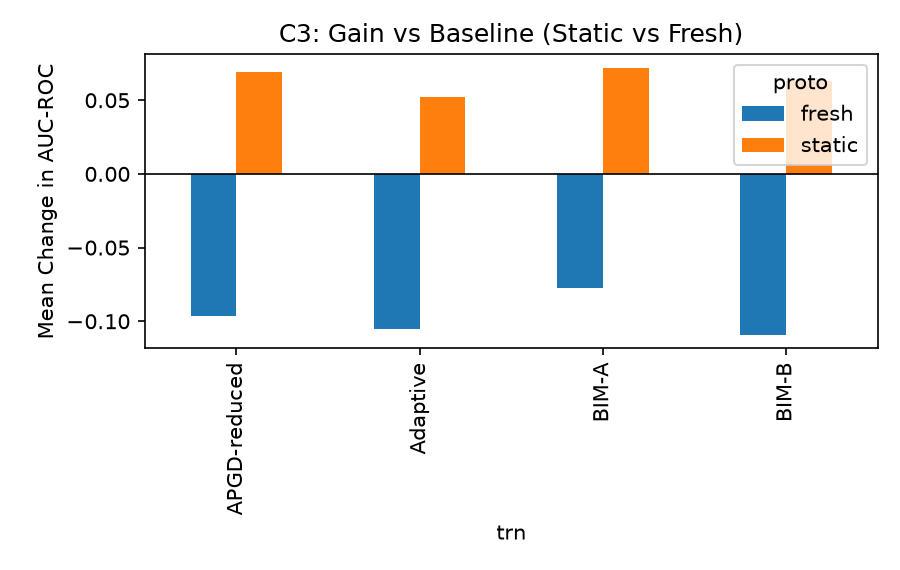 C3: Gain vs Baseline (Static vs Fresh)
Mean Change in AUC-ROC
0.05
0.00
−0.05
−0.10
proto
fresh
static
APGD-reduced
Adaptive
BIM-A
BIM-B
trn